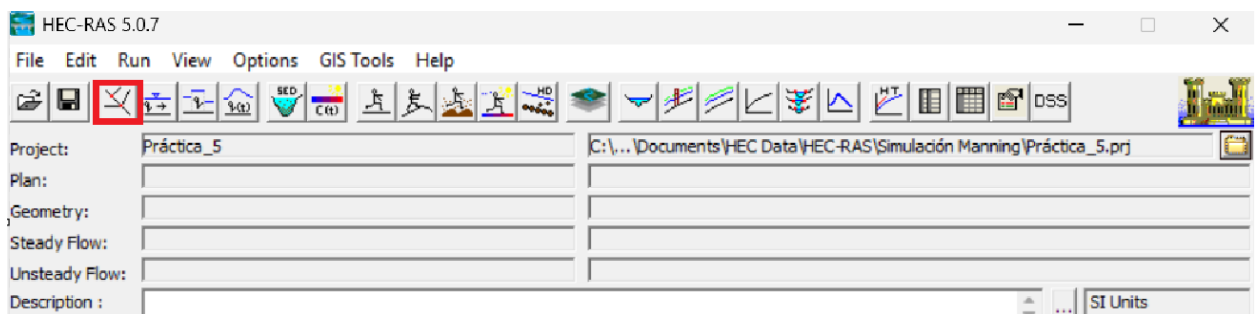 HEC-RAS 5.0.7
File Edit Run View Options GIS Tools Help
SED C(t) HD HT DSS
Project: Práctica_5 C:\...\Documents\HEC Data\HEC-RAS\Simulación Manning\Práctica_5.prj
Plan:
Geometry:
Steady Flow:
Unsteady Flow:
Description : ... SI Units